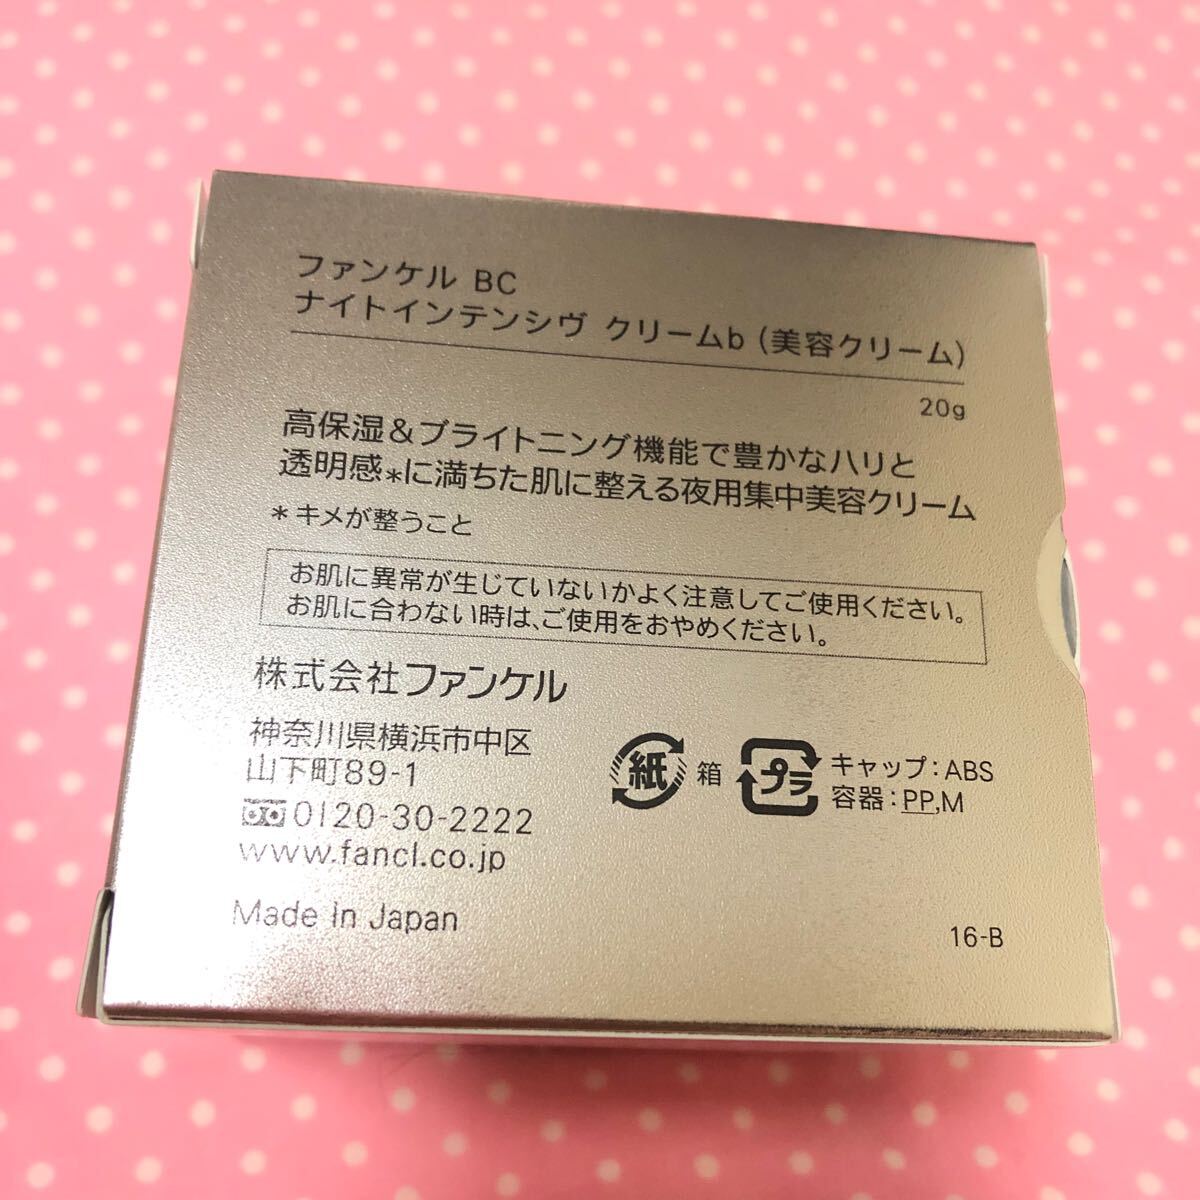 ファンケル BC
ナイトインテンシヴ クリームb (美容クリーム)
20g
高保湿&ブライトニング機能で豊かなハリと
透明感*に満ちた肌に整える夜用集中美容クリーム
*キメが整うこと
お肌に異常が生じていないかよく注意してご使用ください。
お肌に合わない時は、ご使用をおやめください。
株式会社ファンケル
神奈川県横浜市中区
山下町89-1
0120-30-2222
www.fancl.co.jp
Made In Japan
紙 箱
プラ キャップ:ABS
容器:PP,M
16-B